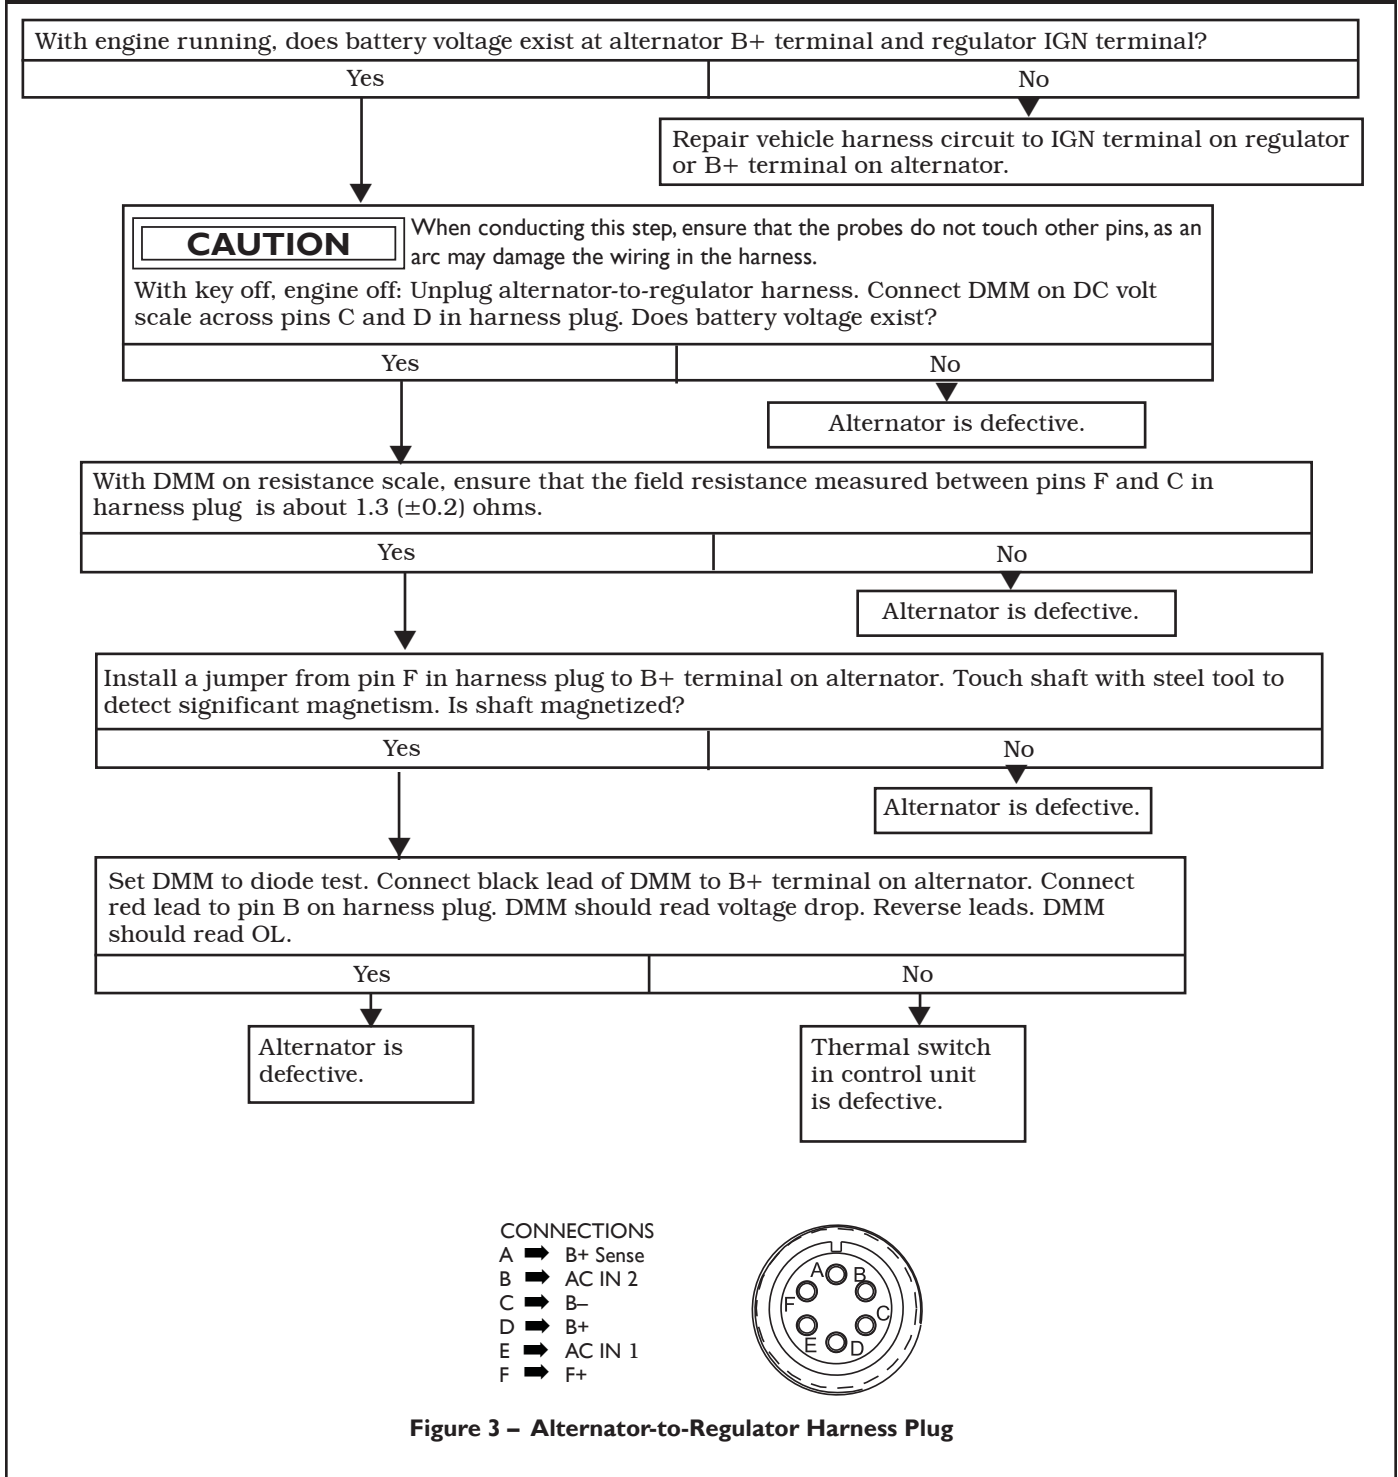 With engine running, does battery voltage exist at alternator B+ terminal and regulator IGN terminal?
Yes
No
Repair vehicle harness circuit to IGN terminal on regulator
or B+ terminal on alternator.
CAUTION
When conducting this step, ensure that the probes do not touch other pins, as an
arc may damage the wiring in the harness.
With key off, engine off: Unplug alternator-to-regulator harness. Connect DMM on DC volt
scale across pins C and D in harness plug. Does battery voltage exist?
Yes
No
Alternator is defective.
With DMM on resistance scale, ensure that the field resistance measured between pins F and C in
harness plug is about 1.3 (±0.2) ohms.
Yes
No
Alternator is defective.
Install a jumper from pin F in harness plug to B+ terminal on alternator. Touch shaft with steel tool to
detect significant magnetism. Is shaft magnetized?
Yes
No
Alternator is defective.
Set DMM to diode test. Connect black lead of DMM to B+ terminal on alternator. Connect
red lead to pin B on harness plug. DMM should read voltage drop. Reverse leads. DMM
should read OL.
Yes
No
Alternator is
defective.
Thermal switch
in control unit
is defective.
CONNECTIONS
A ➡ B+ Sense
B ➡ AC IN 2
C ➡ B–
D ➡ B+
E ➡ AC IN 1
F ➡ F+
A
B
F
C
E
D
Figure 3 – Alternator-to-Regulator Harness Plug